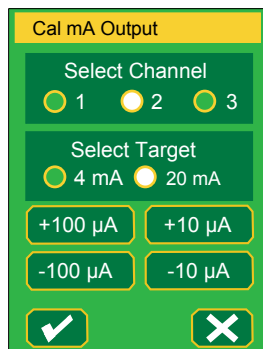 Cal mA Output
Select Channel
1 2 3
Select Target
4 mA 20 mA
+100 µA +10 µA
-100 µA -10 µA